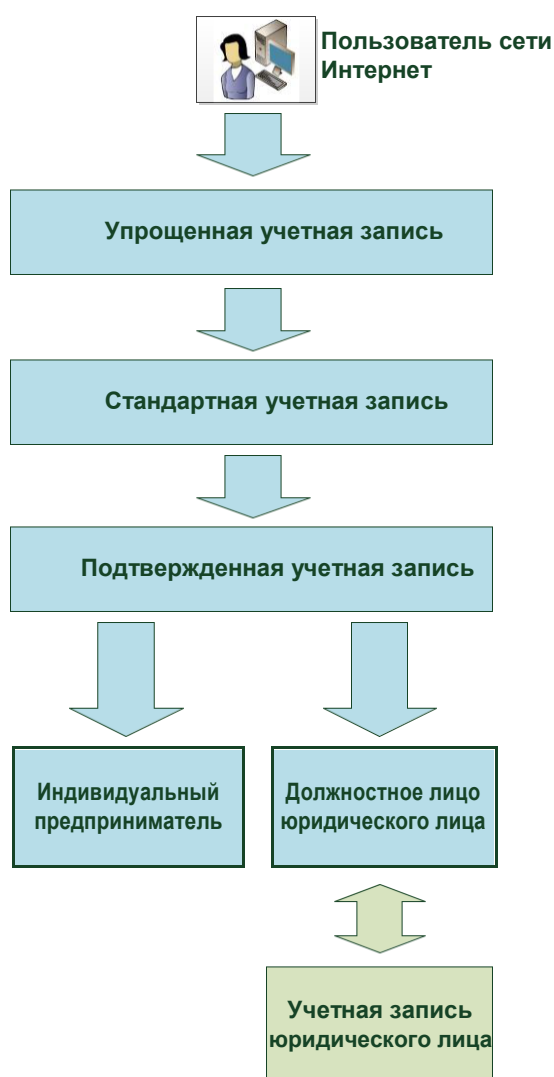 Пользователь сети
Интернет
Упрощенная учетная запись
Стандартная учетная запись
Подтвержденная учетная запись
Индивидуальный
предприниматель
Должностное лицо
юридического лица
Учетная запись
юридического лица